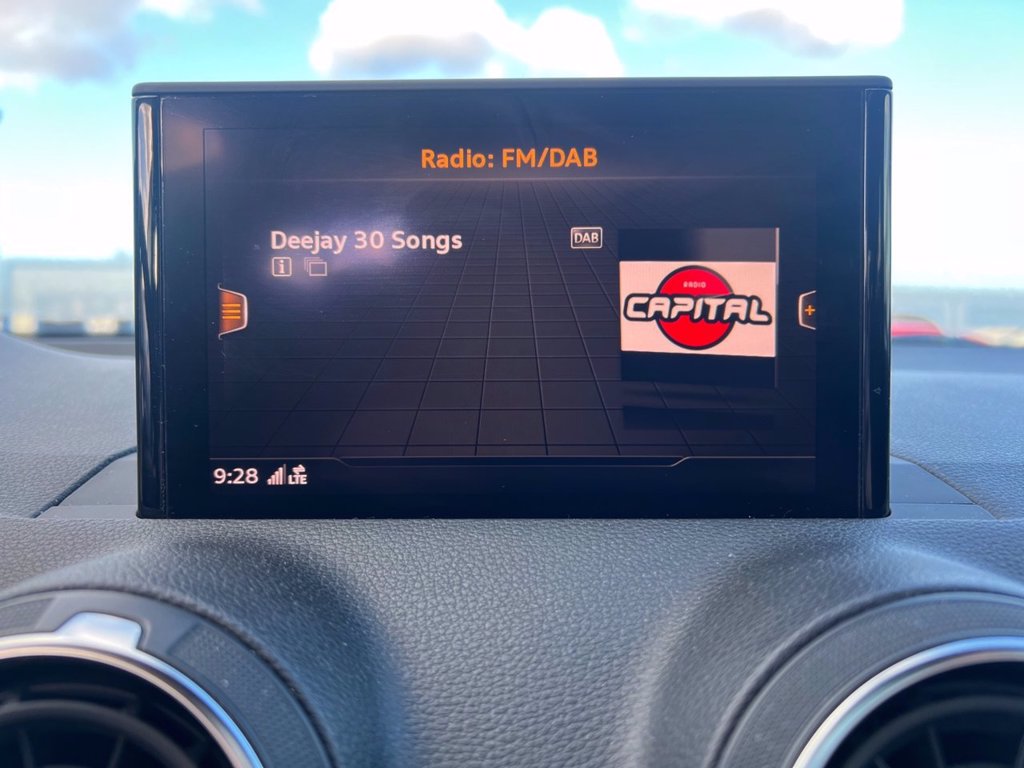 Radio: FM/DAB
Deejay 30 Songs
DAB
i
RADIO
CAPITAL
+
9:28 LTE